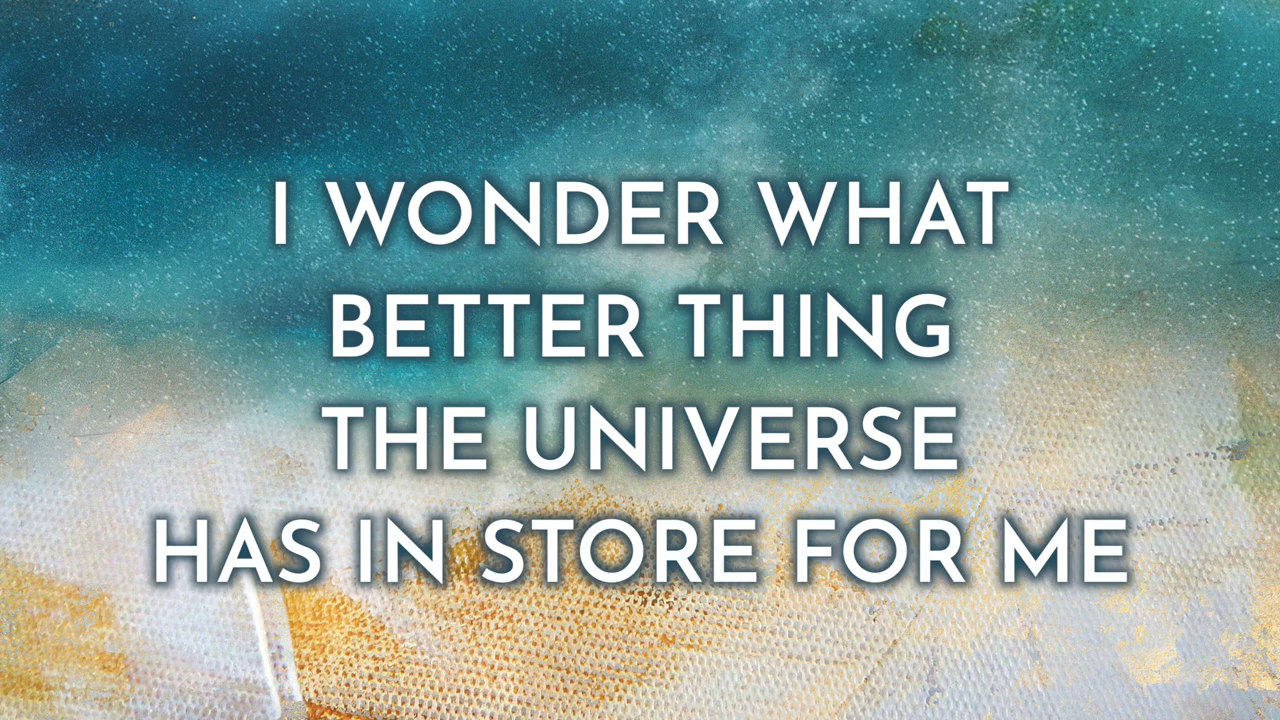 I WONDER WHAT
BETTER THING
THE UNIVERSE
HAS IN STORE FOR ME